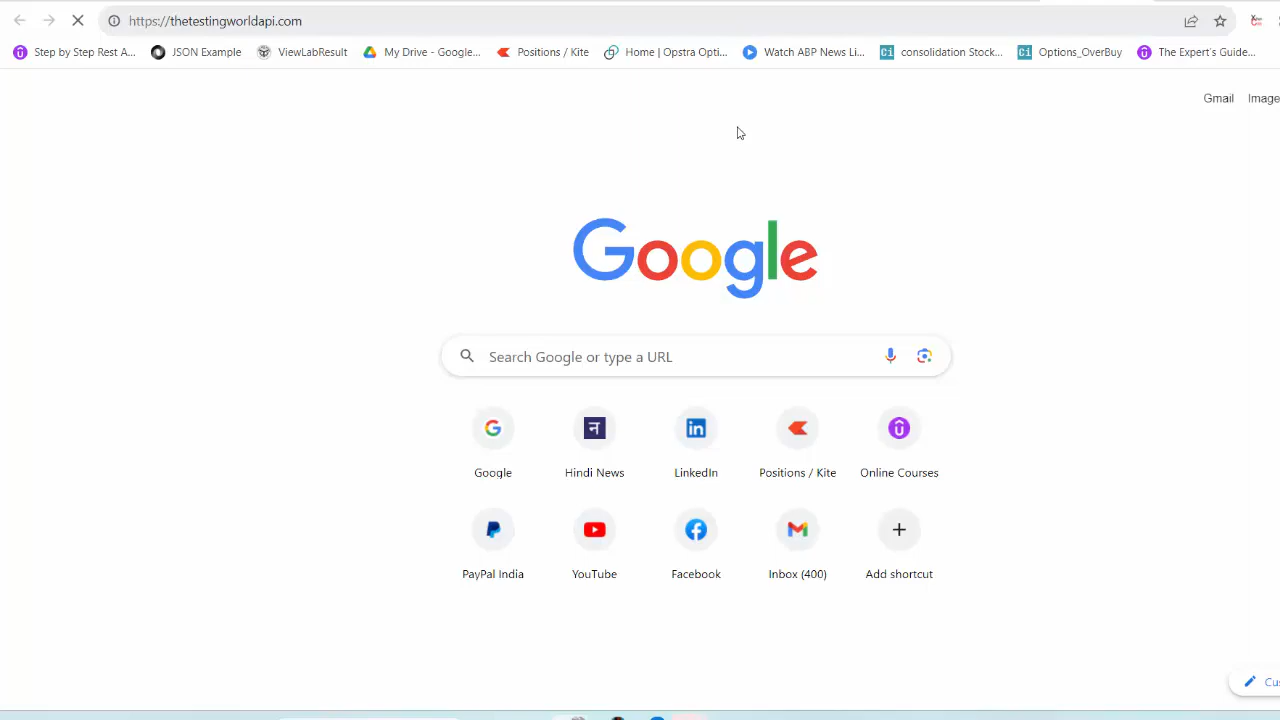 https://thetestingworldapi.com
Step by Step Rest A... JSON Example ViewLabResult My Drive - Google... Positions / Kite Home | Opstra Opti... Watch ABP News Li... consolidation Stock... Options_OverBuy The Expert's Guide...
Gmail Image
Google
Search Google or type a URL
न
Google Hindi News LinkedIn Positions / Kite Online Courses
PayPal India YouTube Facebook Inbox (400) Add shortcut
Cus